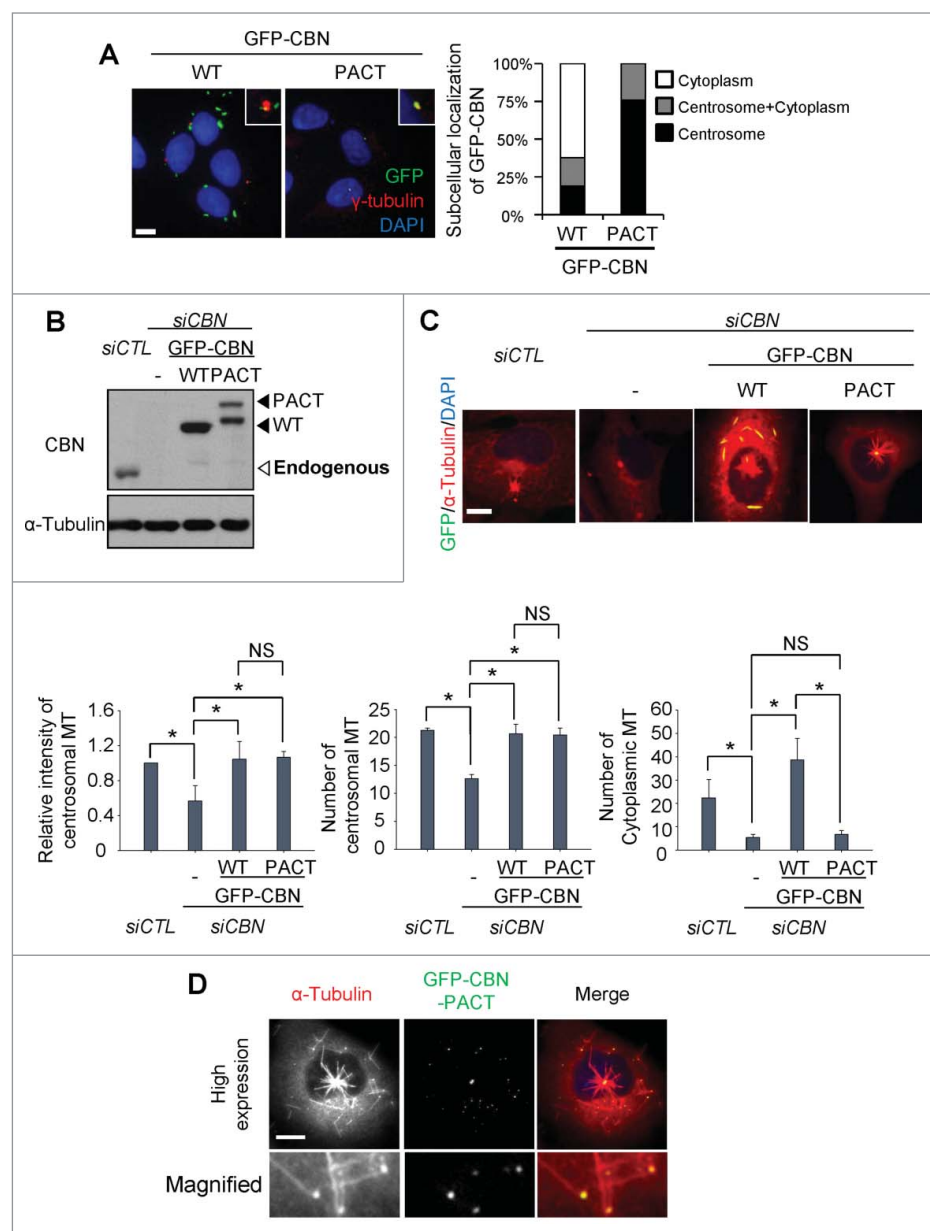 A
GFP-CBN
WT
PACT
GFP
γ-tubulin
DAPI
Subcellular localization
of GFP-CBN
100%
75%
50%
25%
0%
WT PACT
GFP-CBN
Cytoplasm
Centrosome+Cytoplasm
Centrosome
B
siCBN
siCTL GFP-CBN
- WT PACT
CBN
PACT
WT
Endogenous
α-Tubulin
C
siCBN
siCTL
GFP-CBN
- WT PACT
GFP/α-Tubulin/DAPI
Relative intensity of
centrosomal MT
1.6
1.2
0.8
0.4
0
*
*
*
NS
- WT PACT
GFP-CBN
siCTL siCBN
Number of
centrosomal MT
25
20
15
10
5
0
*
*
*
NS
- WT PACT
GFP-CBN
siCTL siCBN
Number of
Cytoplasmic MT
60
50
40
30
20
10
0
*
*
*
NS
- WT PACT
GFP-CBN
siCTL siCBN
D
α-Tubulin
GFP-CBN
-PACT
Merge
High
expression
Magnified